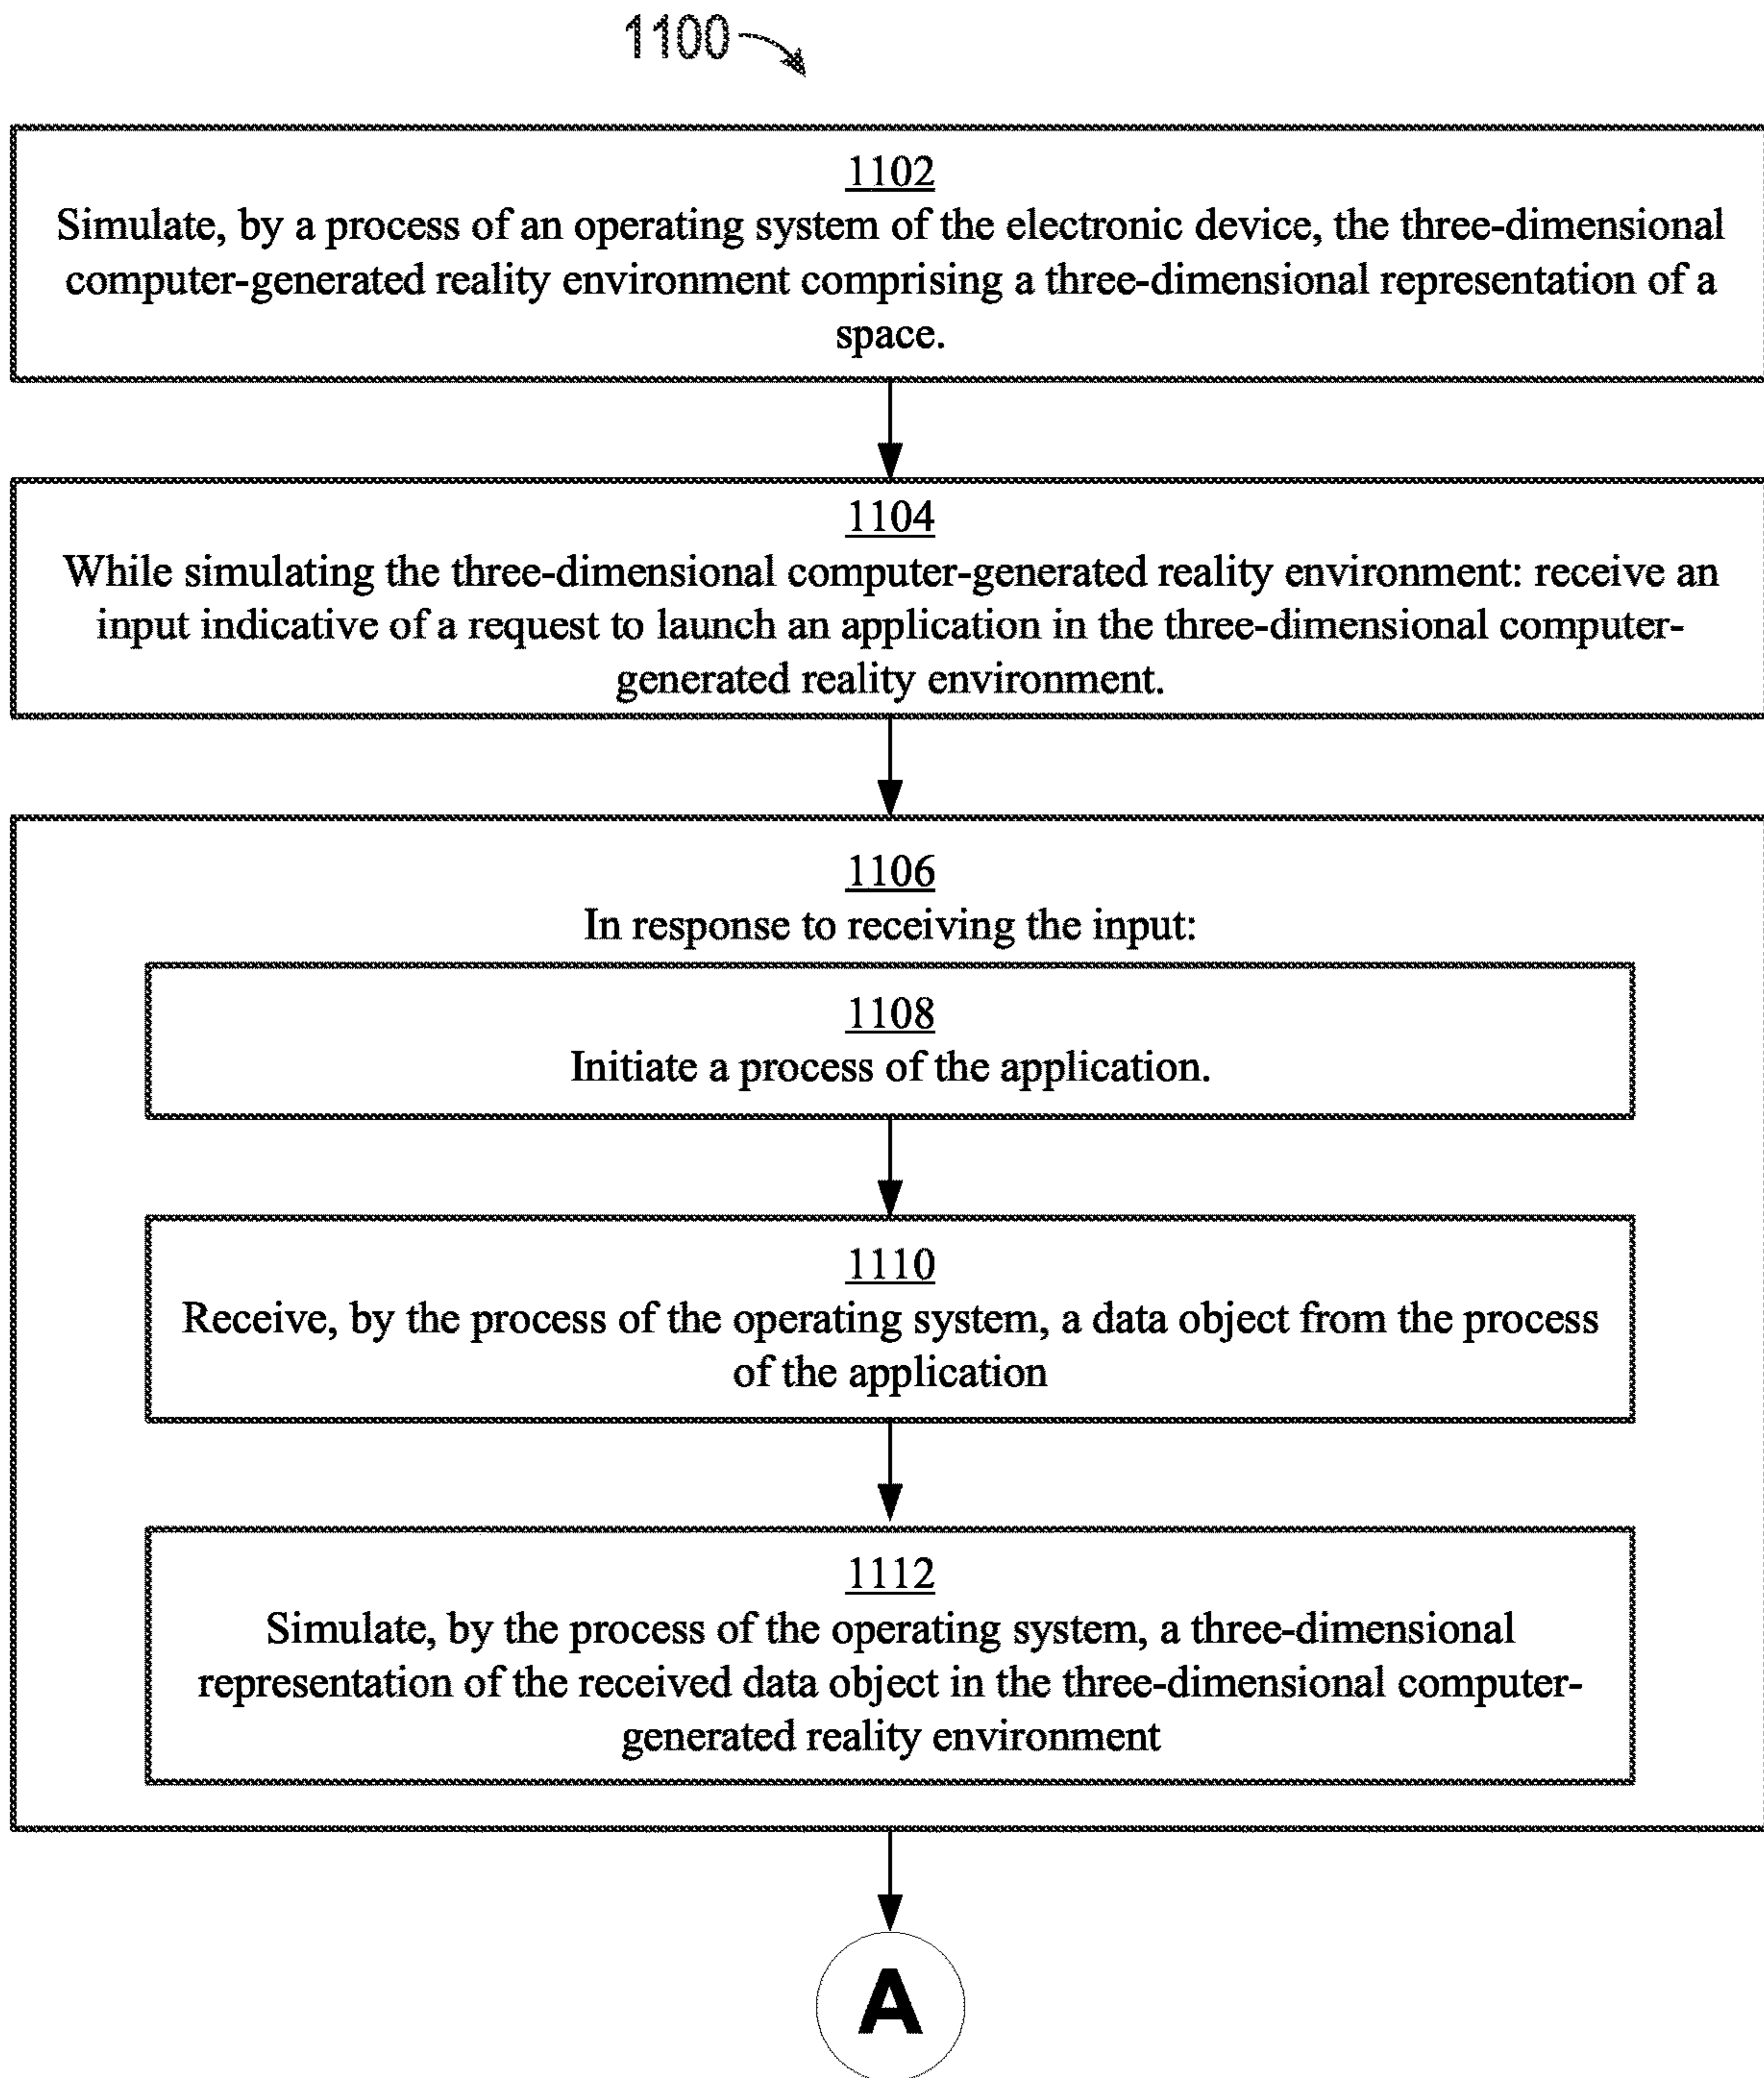 1100
1102
Simulate, by a process of an operating system of the electronic device, the three-dimensional
computer-generated reality environment comprising a three-dimensional representation of a
space.
1104
While simulating the three-dimensional computer-generated reality environment: receive an
input indicative of a request to launch an application in the three-dimensional computer-
generated reality environment.
1106
In response to receiving the input:
1108
Initiate a process of the application.
1110
Receive, by the process of the operating system, a data object from the process
of the application
1112
Simulate, by the process of the operating system, a three-dimensional
representation of the received data object in the three-dimensional computer-
generated reality environment
A